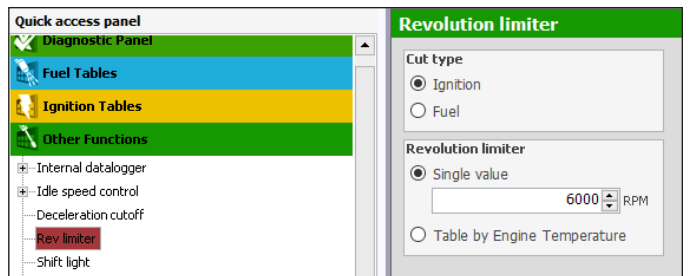 Quick access panel
Diagnostic Panel
Fuel Tables
Ignition Tables
Other Functions
Internal datalogger
Idle speed control
Deceleration cutoff
Rev limiter
Shift light
Revolution limiter
Cut type
Ignition
Fuel
Revolution limiter
Single value
6000 RPM
Table by Engine Temperature